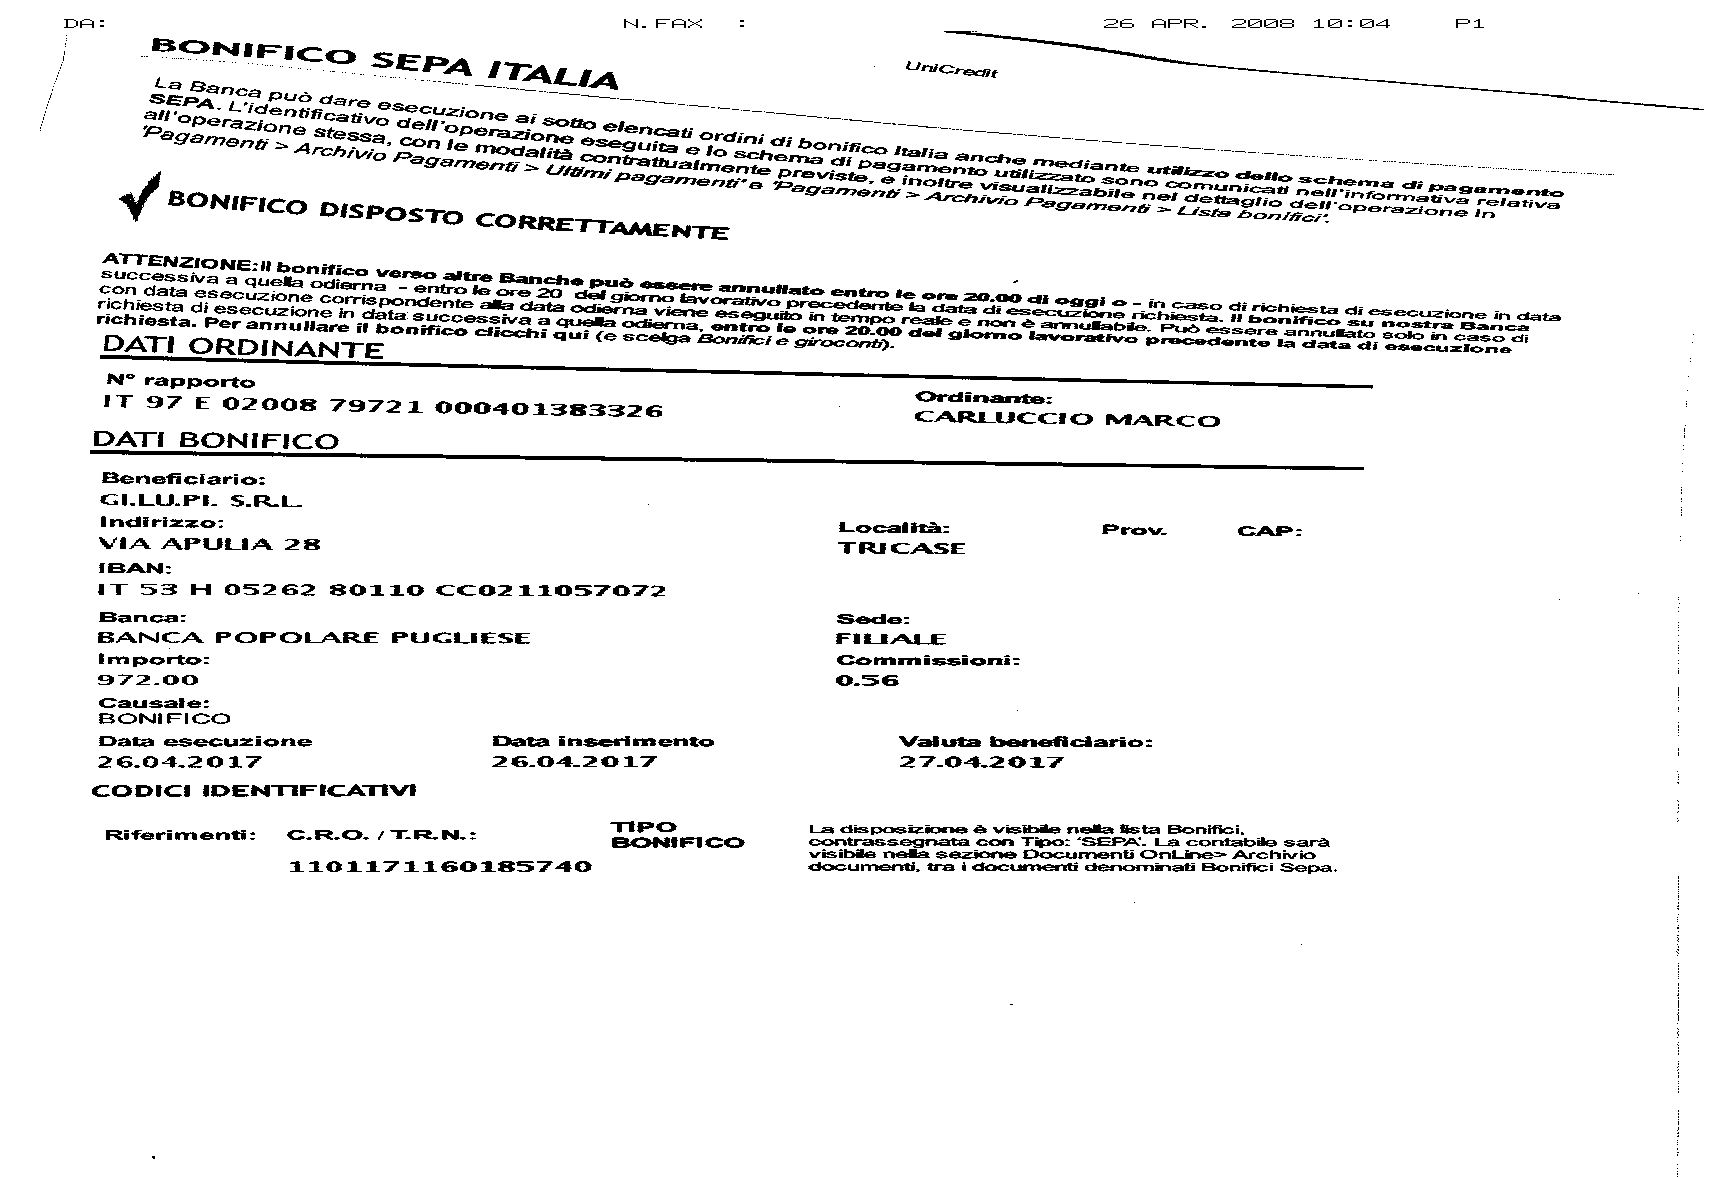 DA: N.FAX : 26 APR. 2008 10:04 P1
BONIFICO SEPA ITALIA
UniCredit
La Banca può dare esecuzione ai sotto elencati ordini di bonifico Italia anche mediante utilizzo dello schema di pagamento
SEPA. L'identificativo dell'operazione eseguita e lo schema di pagamento utilizzato sono comunicati nell'informativa relativa
all'operazione stessa, con le modalità contrattualmente previste, e inoltre visualizzabile nel dettaglio dell'operazione in
'Pagamenti > Archivio Pagamenti > Ultimi pagamenti' e 'Pagamenti > Archivio Pagamenti > Lista bonifici'.
BONIFICO DISPOSTO CORRETTAMENTE
ATTENZIONE:Il bonifico verso altre Banche può essere annullato entro le ore 20.00 di oggi o - in caso di richiesta di esecuzione in data
successiva a quella odierna - entro le ore 20 del giorno lavorativo precedente la data di esecuzione richiesta. Il bonifico su nostra Banca
con data esecuzione corrispondente alla data odierna viene eseguito in tempo reale e non è annullabile. Può essere annullato solo in caso di
richiesta di esecuzione in data successiva a quella odierna, entro le ore 20.00 del giorno lavorativo precedente la data di esecuzione
richiesta. Per annullare il bonifico clicchi qui (e scelga Bonifici e giroconti).
DATI ORDINANTE
N° rapporto Ordinante:
IT 97 E 02008 79721 000401383326 CARLUCCIO MARCO
DATI BONIFICO
Beneficiario:
GI.LU.PI. S.R.L.
Indirizzo: Località: Prov. CAP:
VIA APULIA 28 TRICASE
IBAN:
IT 53 H 05262 80110 CC0211057072
Banca: Sede:
BANCA POPOLARE PUGLIESE FILIALE
Importo: Commissioni:
972.00 0.56
Causale:
BONIFICO
Data esecuzione Data inserimento Valuta beneficiario:
26.04.2017 26.04.2017 27.04.2017
CODICI IDENTIFICATIVI
Riferimenti: C.R.O. / T.R.N.: TIPO BONIFICO
1101171160185740
La disposizione è visibile nella lista Bonifici,
contrassegnata con Tipo: 'SEPA'. La contabile sarà
visibile nella sezione Documenti OnLine> Archivio
documenti, tra i documenti denominati Bonifici Sepa.